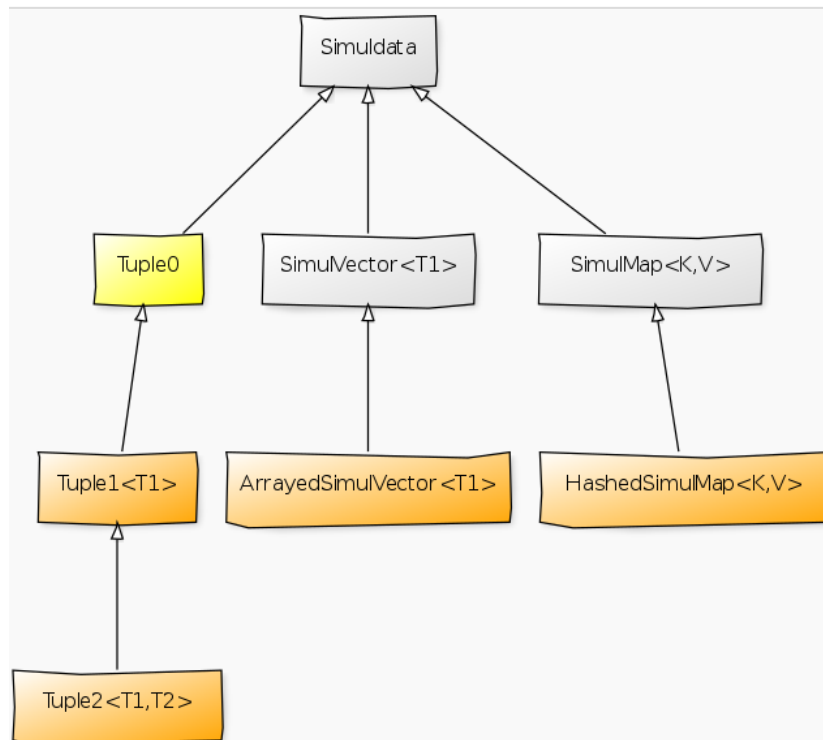 Simuldata
Tuple0
SimulVector<T1>
SimulMap<K,V>
Tuple1<T1>
ArrayedSimulVector<T1>
HashedSimulMap<K,V>
Tuple2<T1,T2>